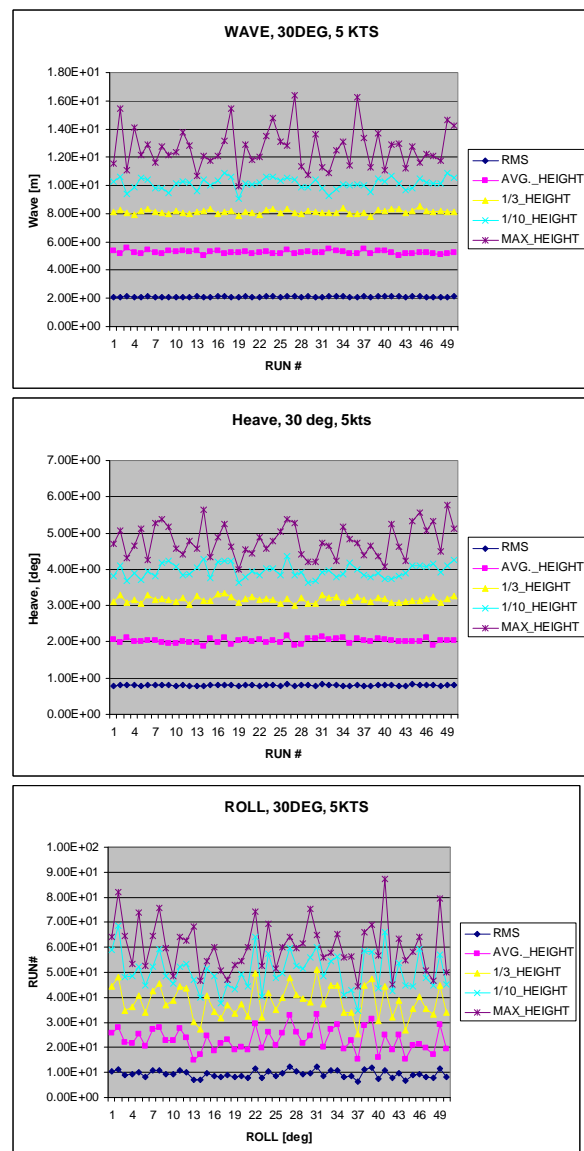 WAVE, 30DEG, 5 KTS
Wave [m]
1.80E+01
1.60E+01
1.40E+01
1.20E+01
1.00E+01
8.00E+00
6.00E+00
4.00E+00
2.00E+00
0.00E+00
1 4 7 10 13 16 19 22 25 28 31 34 37 40 43 46 49
RUN #
RMS
AVG._HEIGHT
1/3_HEIGHT
1/10_HEIGHT
MAX_HEIGHT
Heave, 30 deg, 5kts
Heave, [deg]
7.00E+00
6.00E+00
5.00E+00
4.00E+00
3.00E+00
2.00E+00
1.00E+00
0.00E+00
1 4 7 10 13 16 19 22 25 28 31 34 37 40 43 46 49
RUN #
RMS
AVG._HEIGHT
1/3_HEIGHT
1/10_HEIGHT
MAX_HEIGHT
ROLL, 30DEG, 5KTS
RUN#
1.00E+02
9.00E+01
8.00E+01
7.00E+01
6.00E+01
5.00E+01
4.00E+01
3.00E+01
2.00E+01
1.00E+01
0.00E+00
1 4 7 10 13 16 19 22 25 28 31 34 37 40 43 46 49
ROLL [deg]
RMS
AVG._HEIGHT
1/3_HEIGHT
1/10_HEIGHT
MAX_HEIGHT